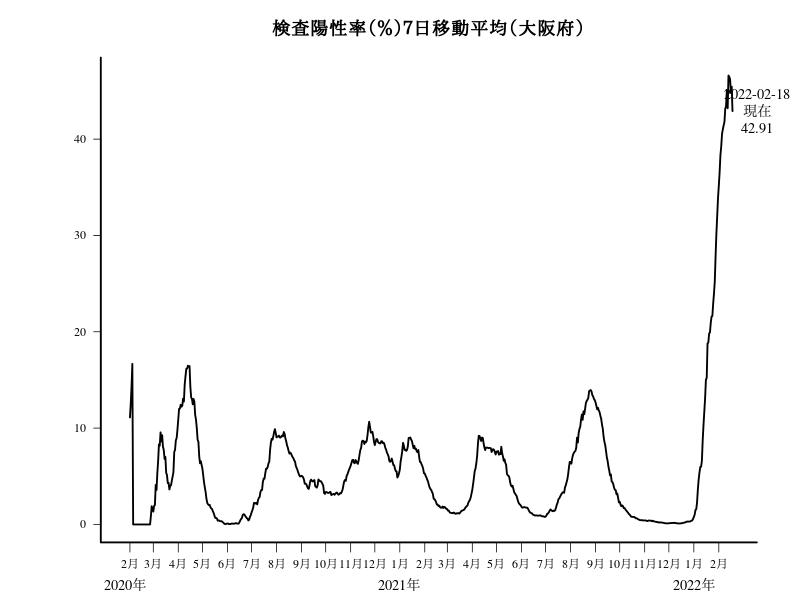 検査陽性率(%)7日移動平均(大阪府)
2022-02-18
現在
42.91
40
30
20
10
0
2月 3月 4月 5月 6月 7月 8月 9月 10月 11月 12月 1月 2月 3月 4月 5月 6月 7月 8月 9月 10月 11月 12月 1月 2月
2020年 2021年 2022年